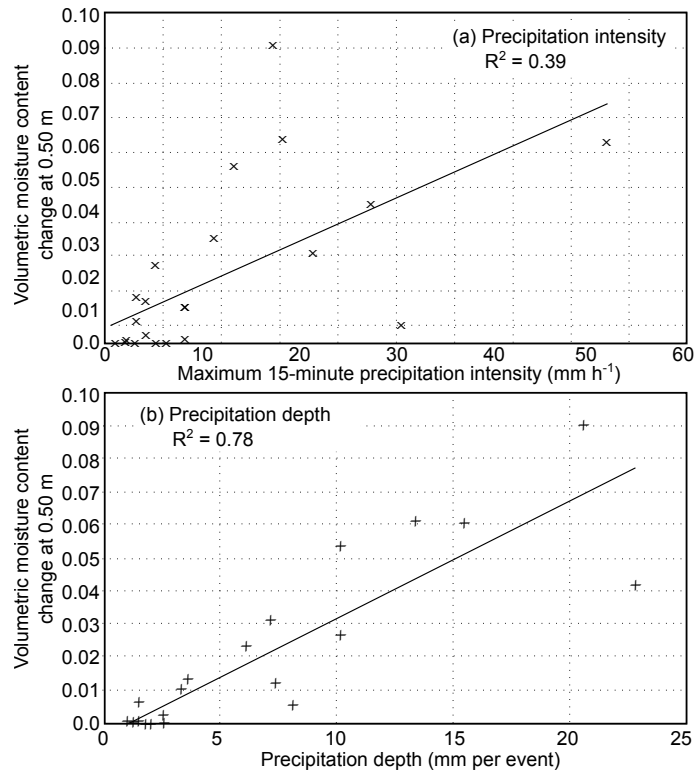 0.10
0.09
0.08
0.07
0.06
0.05
0.04
0.03
0.02
0.01
0.0
Volumetric moisture content
change at 0.50 m
(a) Precipitation intensity
R² = 0.39
0 10 20 30 40 50 60
Maximum 15-minute precipitation intensity (mm h⁻¹)
0.10
0.09
0.08
0.07
0.06
0.05
0.04
0.03
0.02
0.01
0.0
Volumetric moisture content
change at 0.50 m
(b) Precipitation depth
R² = 0.78
0 5 10 15 20 25
Precipitation depth (mm per event)